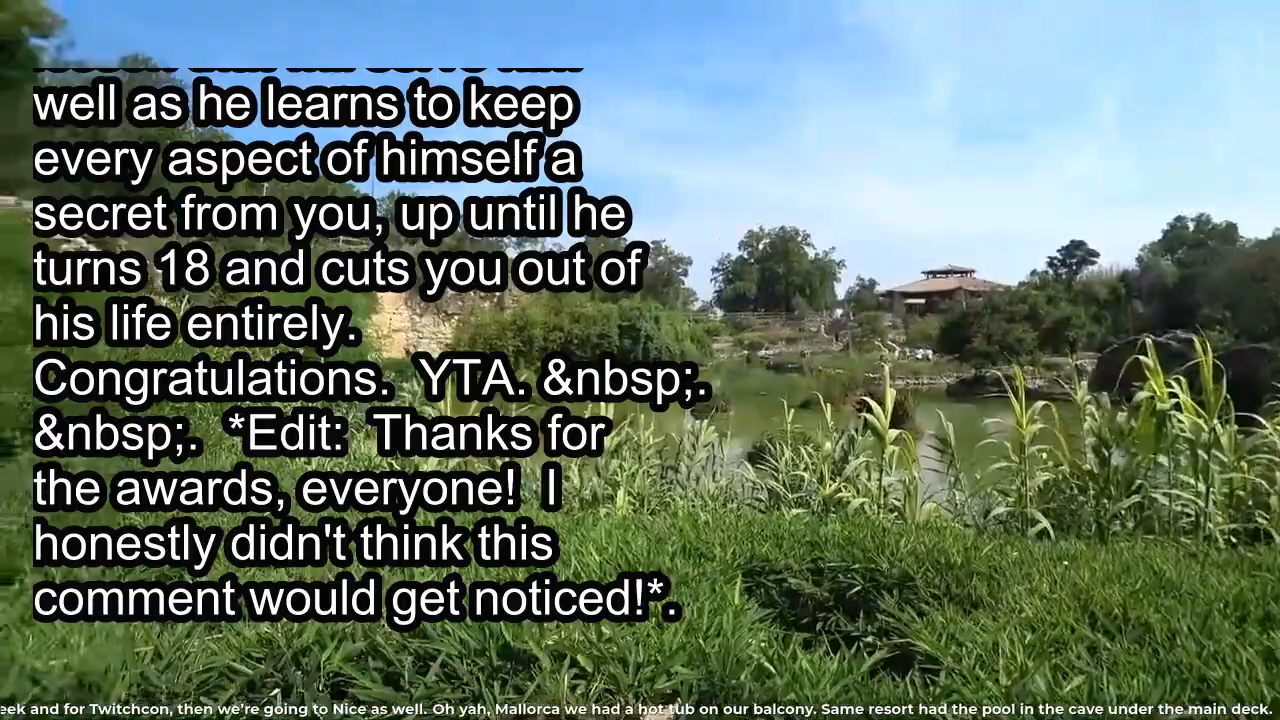 well as he learns to keep
every aspect of himself a
secret from you, up until he
turns 18 and cuts you out of
his life entirely.
Congratulations.  YTA. &nbsp;.
&nbsp;.  *Edit:  Thanks for
the awards, everyone!  I
honestly didn't think this
comment would get noticed!*.
eek and for Twitchcon, then we're going to Nice as well. Oh yah, Mallorca we had a hot tub on our balcony. Same resort had the pool in the cave under the main deck.